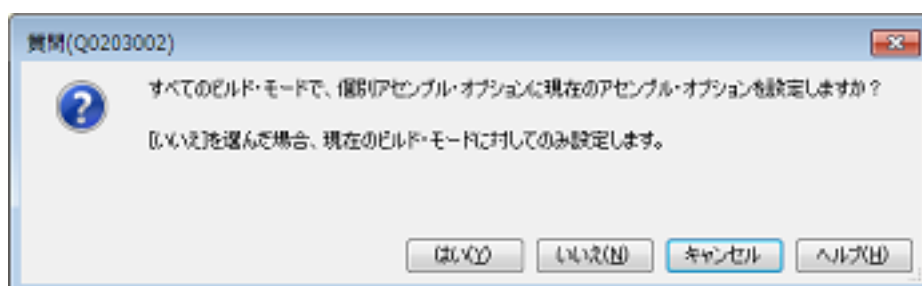 質問(Q0203002)
すべてのビルド・モードで、個別アセンブル・オプションに現在のアセンブル・オプションを設定しますか？
[いいえ]を選んだ場合、現在のビルド・モードに対してのみ設定します。
はい(Y)
いいえ(N)
キャンセル
ヘルプ(H)